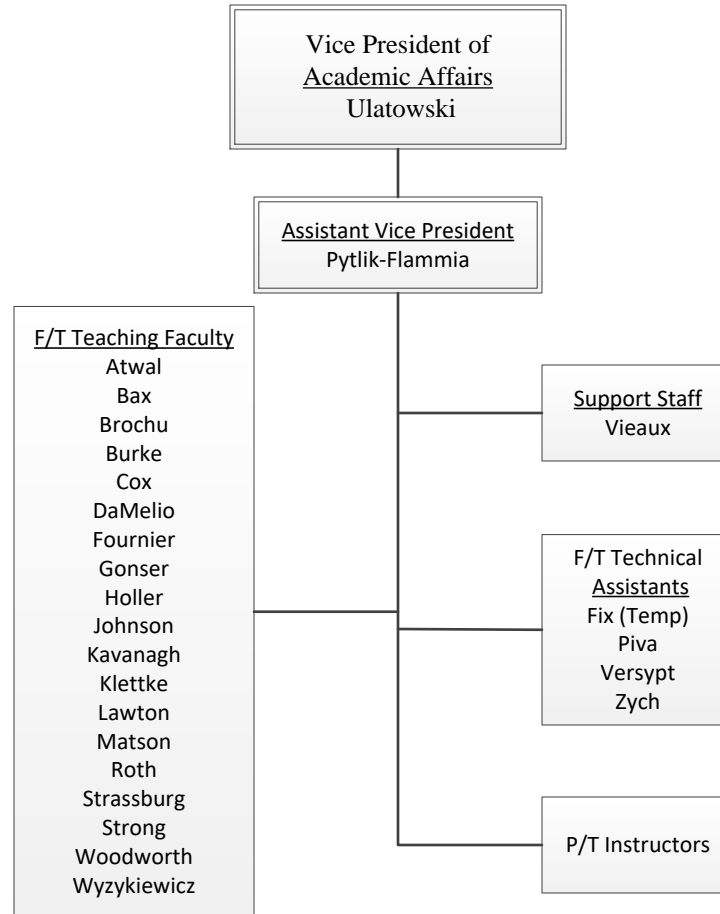 Vice President of
Academic Affairs
Ulatowski
Assistant Vice President
Pytlik-Flammia
F/T Teaching Faculty
Atwal
Bax
Brochu
Burke
Cox
DaMelio
Fournier
Gonser
Holler
Johnson
Kavanagh
Klettke
Lawton
Matson
Roth
Strassburg
Strong
Woodworth
Wyzykiewicz
Support Staff
Vieaux
F/T Technical
Assistants
Fix (Temp)
Piva
Versypt
Zych
P/T Instructors